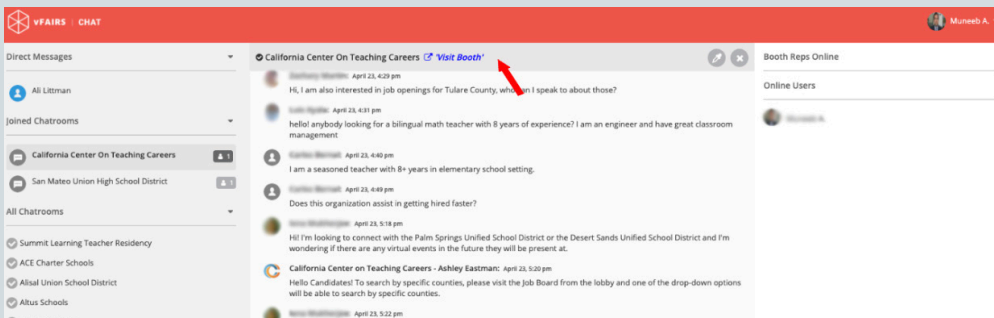 vFAIRS | CHAT
Muneeb A.
Direct Messages
Ali Littman
Joined Chatrooms
California Center On Teaching Careers
1
San Mateo Union High School District
1
All Chatrooms
Summit Learning Teacher Residency
ACE Charter Schools
Alisal Union School District
Altus Schools
California Center On Teaching Careers 'Visit Booth'
April 23, 4:29 pm
Hi, I am also interested in job openings for Tulare County, who can I speak to about those?
April 23, 4:31 pm
hello! anybody looking for a bilingual math teacher with 8 years of experience? I am an engineer and have great classroom
management
April 23, 4:40 pm
I am a seasoned teacher with 8+ years in elementary school setting.
April 23, 4:49 pm
Does this organization assist in getting hired faster?
April 23, 5:18 pm
Hi! I'm looking to connect with the Palm Springs Unified School District or the Desert Sands Unified School District and I'm
wondering if there are any virtual events in the future they will be present at.
California Center on Teaching Careers - Ashley Eastman: April 23, 5:20 pm
Hello Candidates! To search by specific counties, please visit the Job Board from the lobby and one of the drop-down options
will be able to search by specific counties.
April 23, 5:22 pm
Booth Reps Online
Online Users